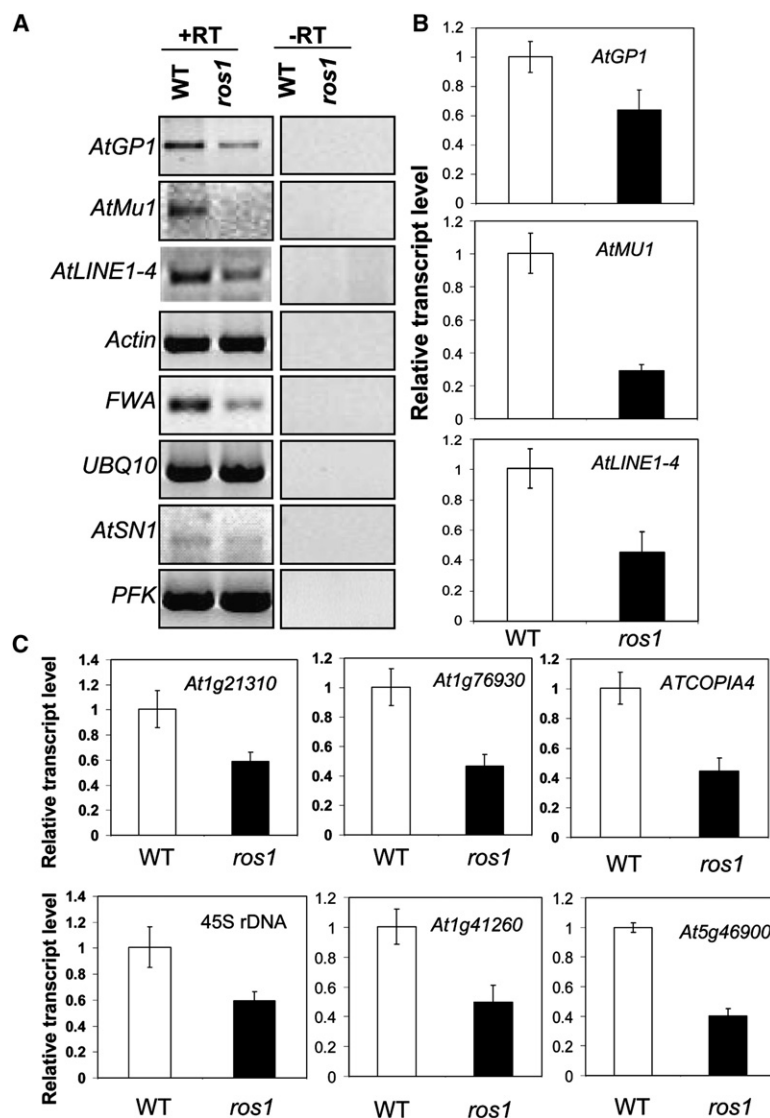 A
+RT
-RT
WT
ros1
WT
ros1
AtGP1
AtMu1
AtLINE1-4
Actin
FWA
UBQ10
AtSN1
PFK
B
Relative transcript level
1.2
1
0.8
0.6
0.4
0.2
0
AtGP1
1.2
1
0.8
0.6
0.4
0.2
0
AtMU1
1.2
1
0.8
0.6
0.4
0.2
0
AtLINE1-4
WT
ros1
C
Relative transcript level
1.4
1.2
1
0.8
0.6
0.4
0.2
0
At1g21310
WT
ros1
1.2
1
0.8
0.6
0.4
0.2
0
At1g76930
WT
ros1
1.2
1
0.8
0.6
0.4
0.2
0
ATCOPIA4
WT
ros1
Relative transcript level
1.4
1.2
1
0.8
0.6
0.4
0.2
0
45S rDNA
WT
ros1
1.2
1
0.8
0.6
0.4
0.2
0
At1g41260
WT
ros1
1.2
1
0.8
0.6
0.4
0.2
0
At5g46900
WT
ros1